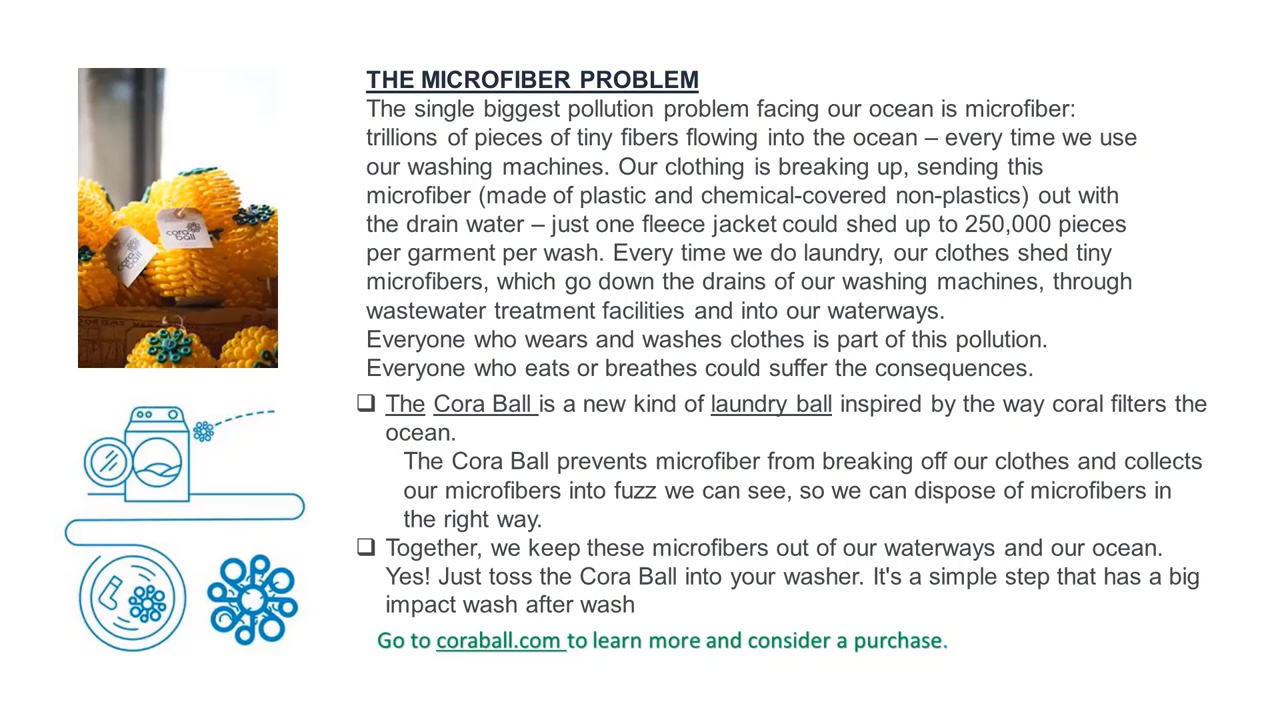 THE MICROFIBER PROBLEM
The single biggest pollution problem facing our ocean is microfiber:
trillions of pieces of tiny fibers flowing into the ocean – every time we use
our washing machines. Our clothing is breaking up, sending this
microfiber (made of plastic and chemical-covered non-plastics) out with
the drain water – just one fleece jacket could shed up to 250,000 pieces
per garment per wash. Every time we do laundry, our clothes shed tiny
microfibers, which go down the drains of our washing machines, through
wastewater treatment facilities and into our waterways.
Everyone who wears and washes clothes is part of this pollution.
Everyone who eats or breathes could suffer the consequences.
cora
ball
cora
ball
❑ The Cora Ball is a new kind of laundry ball inspired by the way coral filters the
ocean.
The Cora Ball prevents microfiber from breaking off our clothes and collects
our microfibers into fuzz we can see, so we can dispose of microfibers in
the right way.
❑ Together, we keep these microfibers out of our waterways and our ocean.
Yes! Just toss the Cora Ball into your washer. It's a simple step that has a big
impact wash after wash
Go to coraball.com to learn more and consider a purchase.